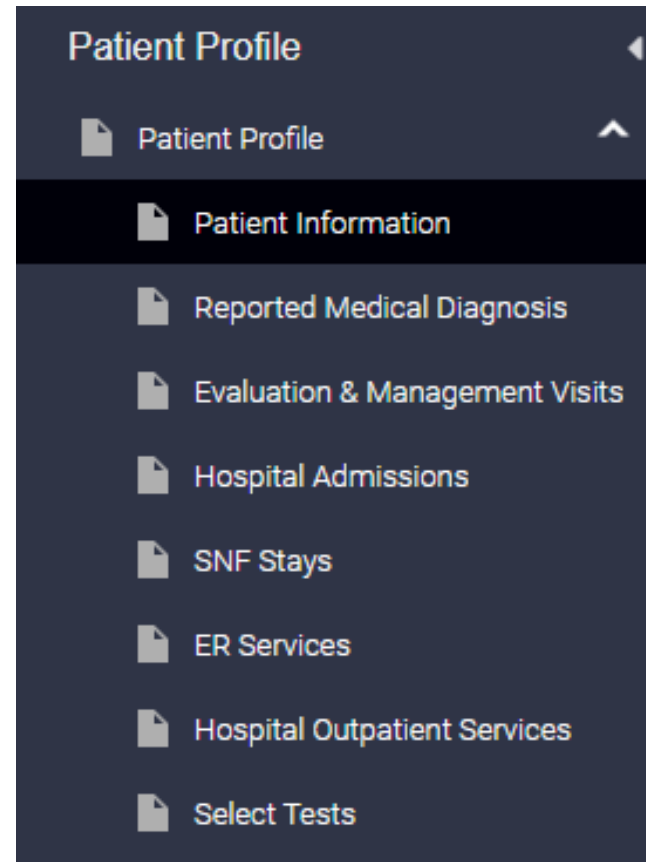 Patient Profile
Patient Profile
Patient Information
Reported Medical Diagnosis
Evaluation & Management Visits
Hospital Admissions
SNF Stays
ER Services
Hospital Outpatient Services
Select Tests